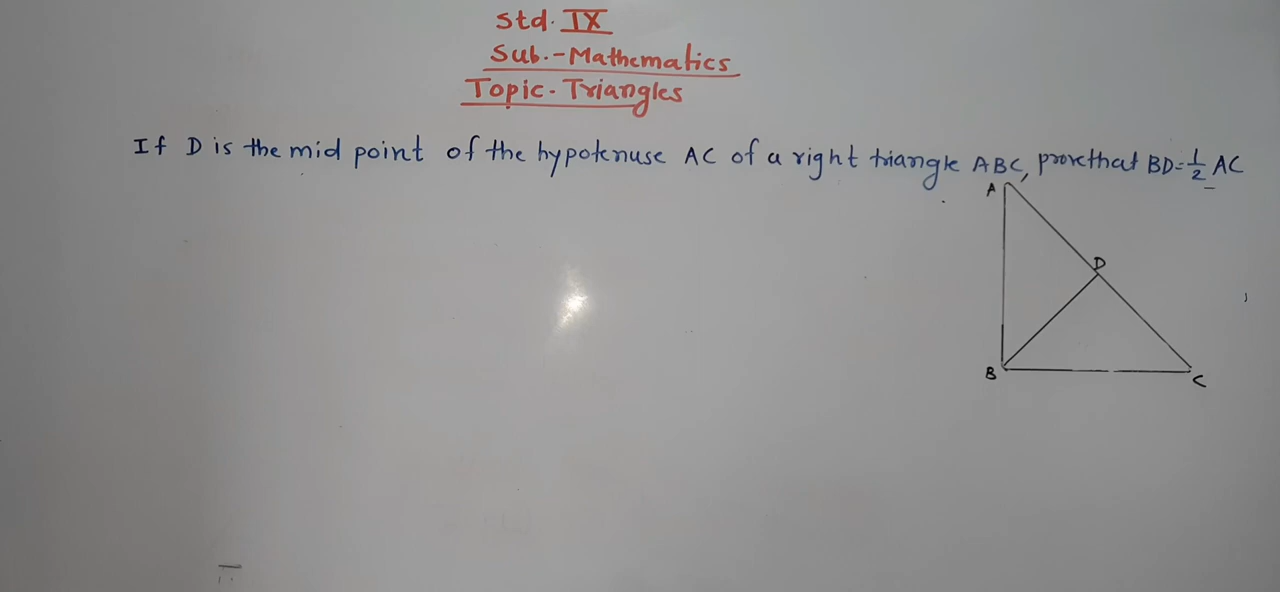 Std. IX
Sub.-Mathematics
Topic- Triangles
If D is the mid point of the hypotenuse AC of a right triangle ABC, prove that BD=1/2 AC
A
D
B
C